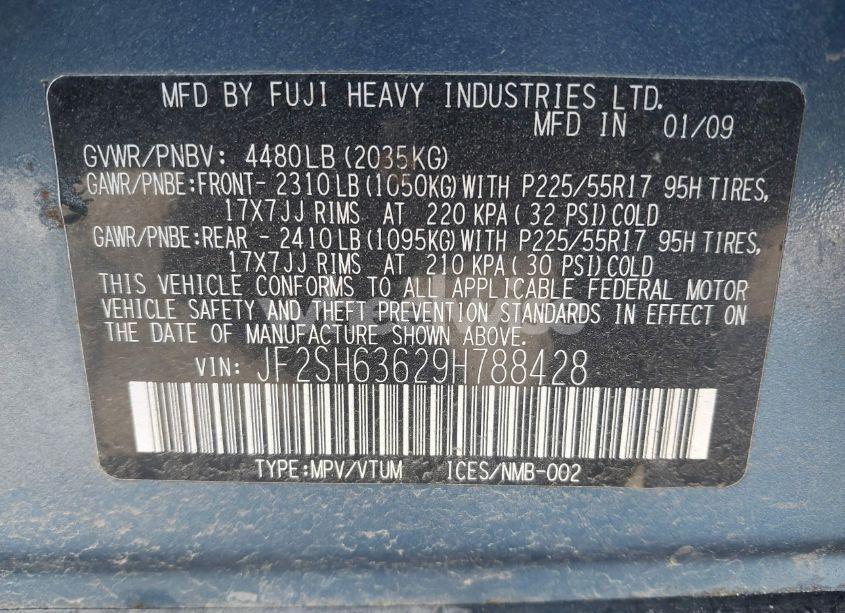 MFD BY FUJI HEAVY INDUSTRIES LTD.
MFD IN 01/09
GVWR/PNBV: 4480LB (2035KG)
GAWR/PNBE:FRONT- 2310 LB (1050KG) WITH P225/55R17 95H TIRES,
17X7JJ RIMS AT 220 KPA ( 32 PSI) COLD
GAWR/PNBE:REAR - 2410 LB (1095KG) WITH P225/55R17 95H TIRES,
17X7JJ RIMS AT 210 KPA ( 30 PSI) COLD
THIS VEHICLE CONFORMS TO ALL APPLICABLE FEDERAL MOTOR
VEHICLE SAFETY AND THEFT PREVENTION STANDARDS IN EFFECT ON
THE DATE OF MANUFACTURE SHOWN ABOVE.
VIN: JF2SH63629H788428
TYPE:MPV/VTUM ICES/NMB-002